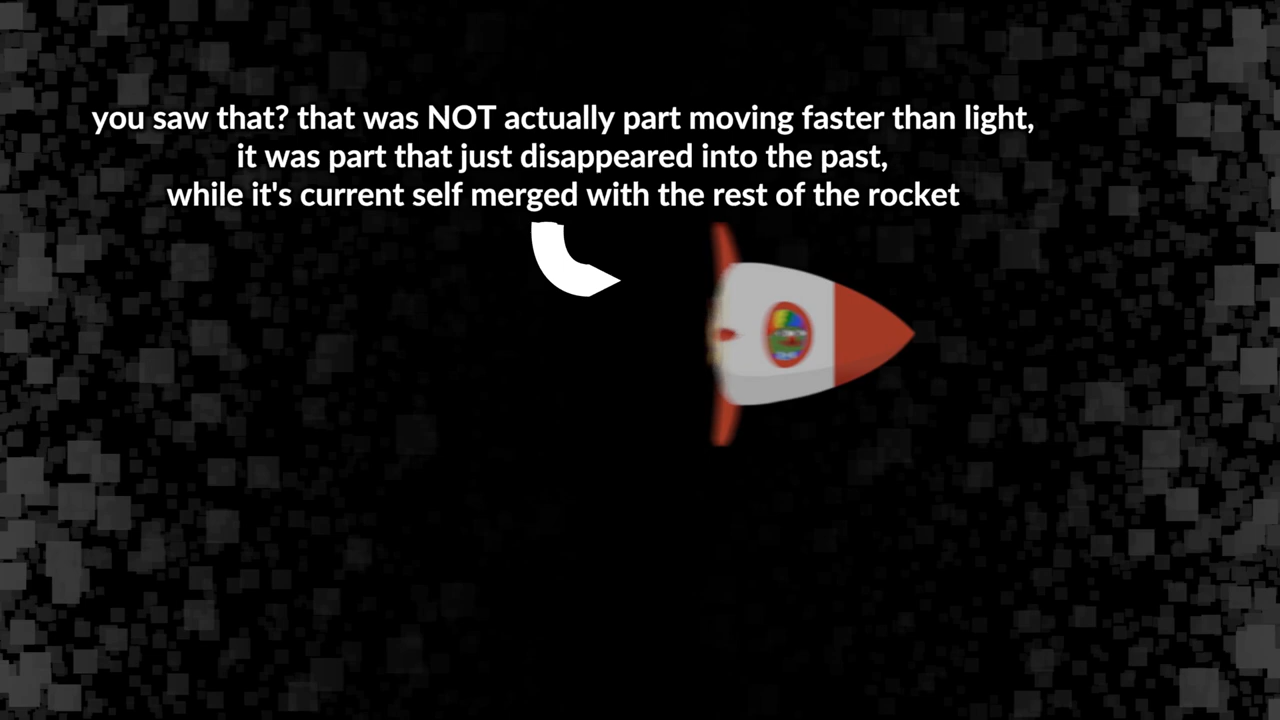 you saw that? that was NOT actually part moving faster than light,
it was part that just disappeared into the past,
while it's current self merged with the rest of the rocket